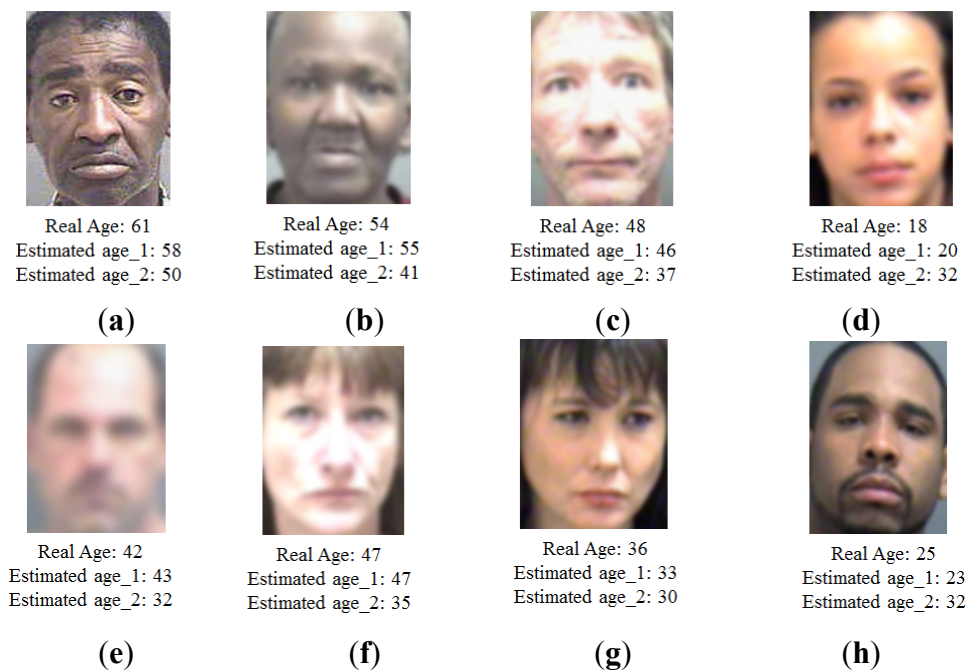 Real Age: 61
Estimated age_1: 58
Estimated age_2: 50
(a)
Real Age: 54
Estimated age_1: 55
Estimated age_2: 41
(b)
Real Age: 48
Estimated age_1: 46
Estimated age_2: 37
(c)
Real Age: 18
Estimated age_1: 20
Estimated age_2: 32
(d)
Real Age: 42
Estimated age_1: 43
Estimated age_2: 32
(e)
Real Age: 47
Estimated age_1: 47
Estimated age_2: 35
(f)
Real Age: 36
Estimated age_1: 33
Estimated age_2: 30
(g)
Real Age: 25
Estimated age_1: 23
Estimated age_2: 32
(h)